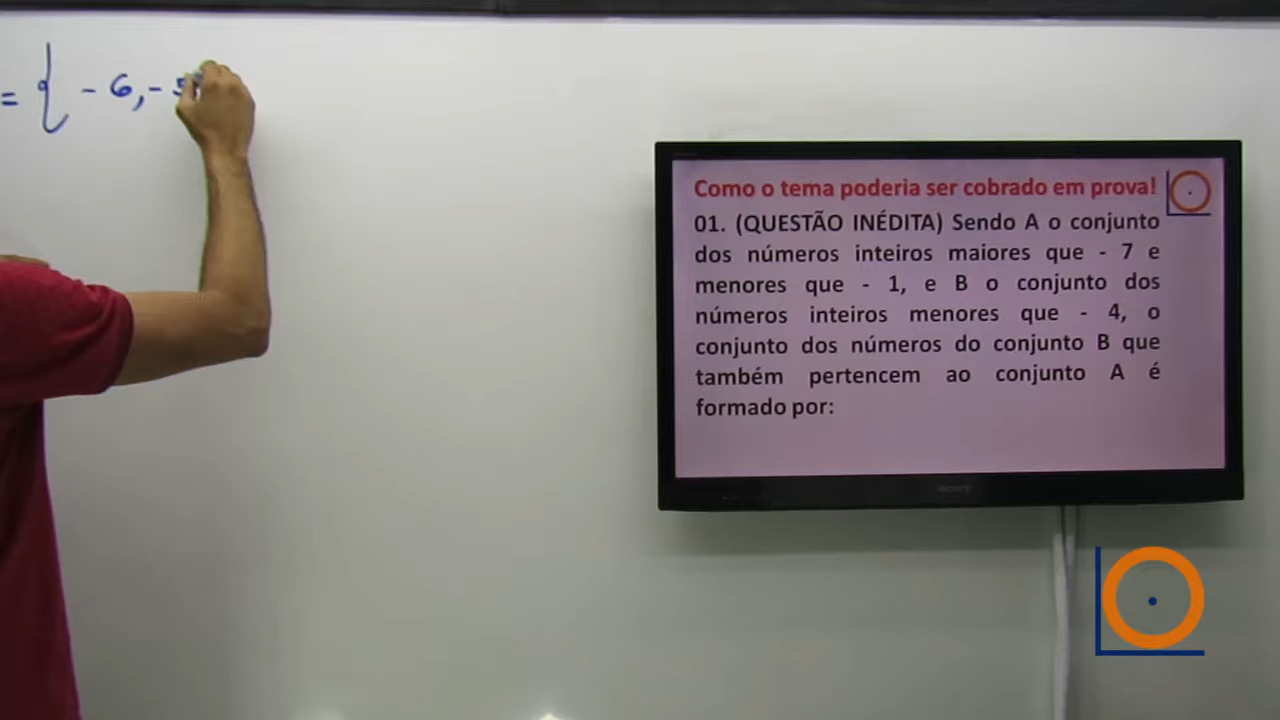 = { - 6, - 5
Como o tema poderia ser cobrado em prova!
01. (QUESTÃO INÉDITA) Sendo A o conjunto
dos números inteiros maiores que - 7 e
menores que - 1, e B o conjunto dos
números inteiros menores que - 4, o
conjunto dos números do conjunto B que
também pertencem ao conjunto A é
formado por:
SONY